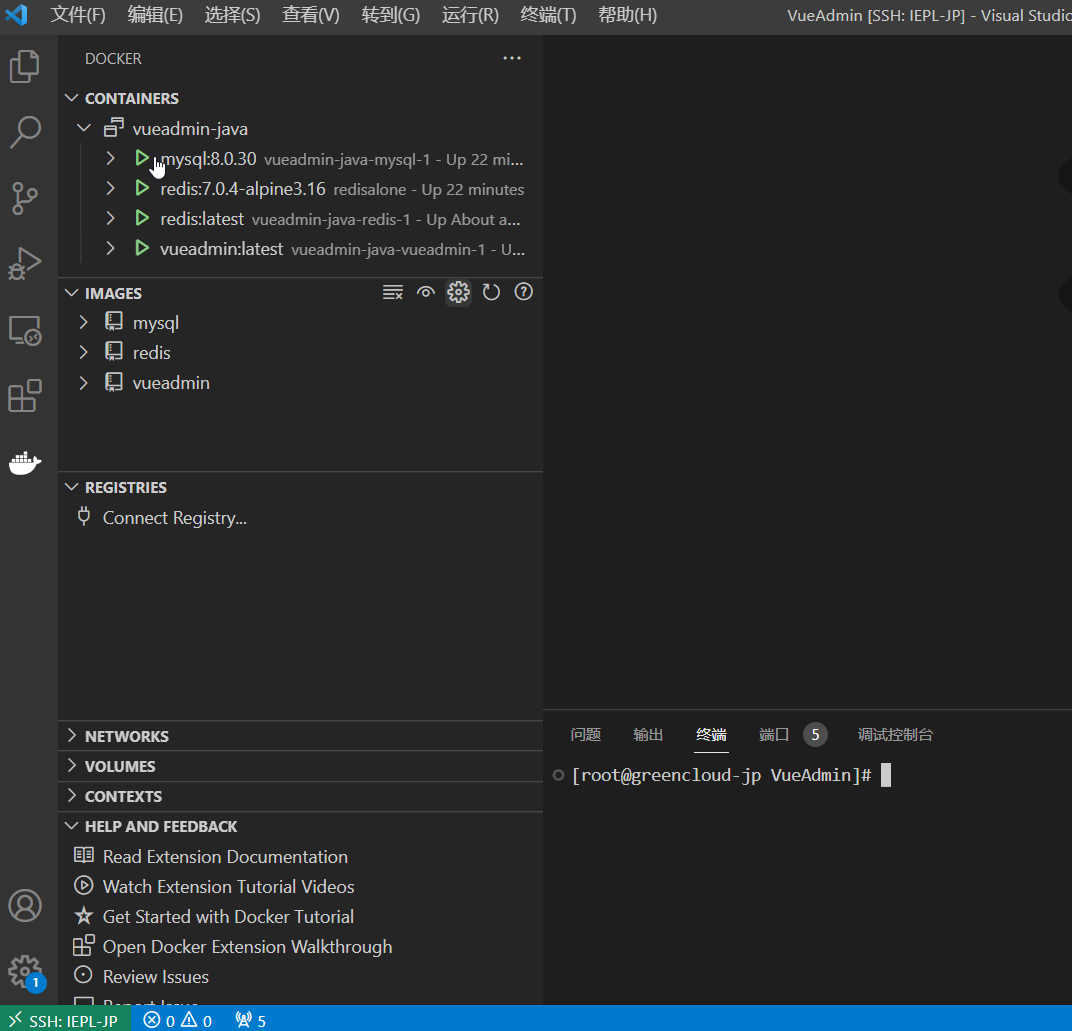 文件(F) 编辑(E) 选择(S) 查看(V) 转到(G) 运行(R) 终端(T) 帮助(H) VueAdmin [SSH: IEPL-JP] - Visual Studio
DOCKER
CONTAINERS
vueadmin-java
mysql:8.0.30 vueadmin-java-mysql-1 - Up 22 mi...
redis:7.0.4-alpine3.16 redisalone - Up 22 minutes
redis:latest vueadmin-java-redis-1 - Up About a...
vueadmin:latest vueadmin-java-vueadmin-1 - U...
IMAGES
mysql
redis
vueadmin
REGISTRIES
Connect Registry...
NETWORKS
VOLUMES
CONTEXTS
HELP AND FEEDBACK
Read Extension Documentation
Watch Extension Tutorial Videos
Get Started with Docker Tutorial
Open Docker Extension Walkthrough
Review Issues
Report Issue
问题 输出 终端 端口 5 调试控制台
[root@greencloud-jp VueAdmin]#
1
SSH: IEPL-JP 0 0 5